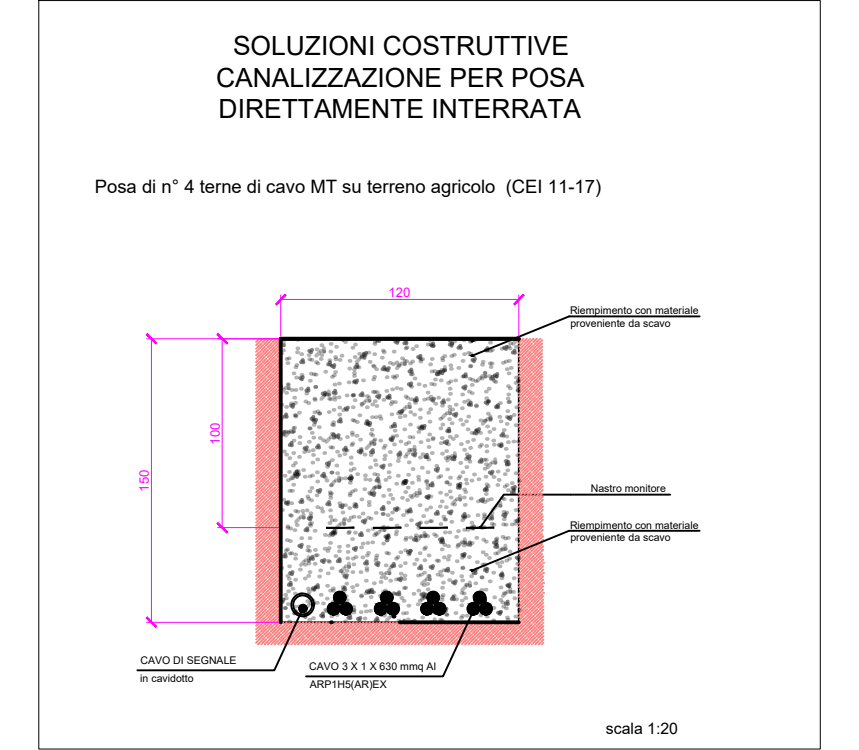 SOLUZIONI COSTRUTTIVE
CANALIZZAZIONE PER POSA
DIRETTAMENTE INTERRATA
Posa di n° 4 terne di cavo MT su terreno agricolo (CEI 11-17)
120
Riempimento con materiale
proveniente da scavo
100
150
Nastro monitore
Riempimento con materiale
proveniente da scavo
CAVO DI SEGNALE
in cavidotto
CAVO 3 X 1 X 630 mmq Al
ARP1H5(AR)EX
scala 1:20